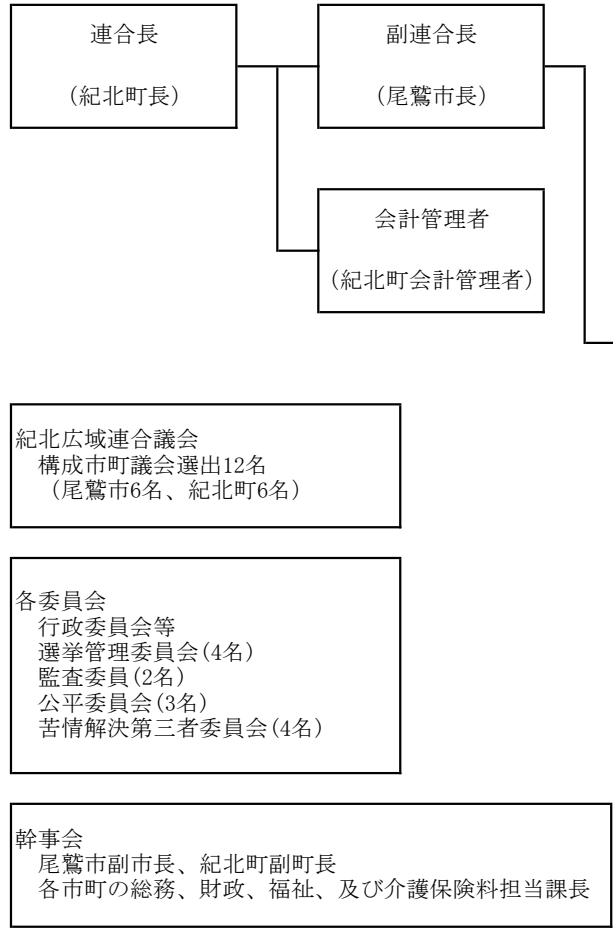 連合長
(紀北町長)
副連合長
(尾鷲市長)
会計管理者
(紀北町会計管理者)
紀北広域連合議会
構成市町議会選出12名
(尾鷲市6名、紀北町6名)
各委員会
行政委員会等
選挙管理委員会(4名)
監査委員(2名)
公平委員会(3名)
苦情解決第三者委員会(4名)
幹事会
尾鷲市副市長、紀北町副町長
各市町の総務、財政、福祉、及び介護保険料担当課長